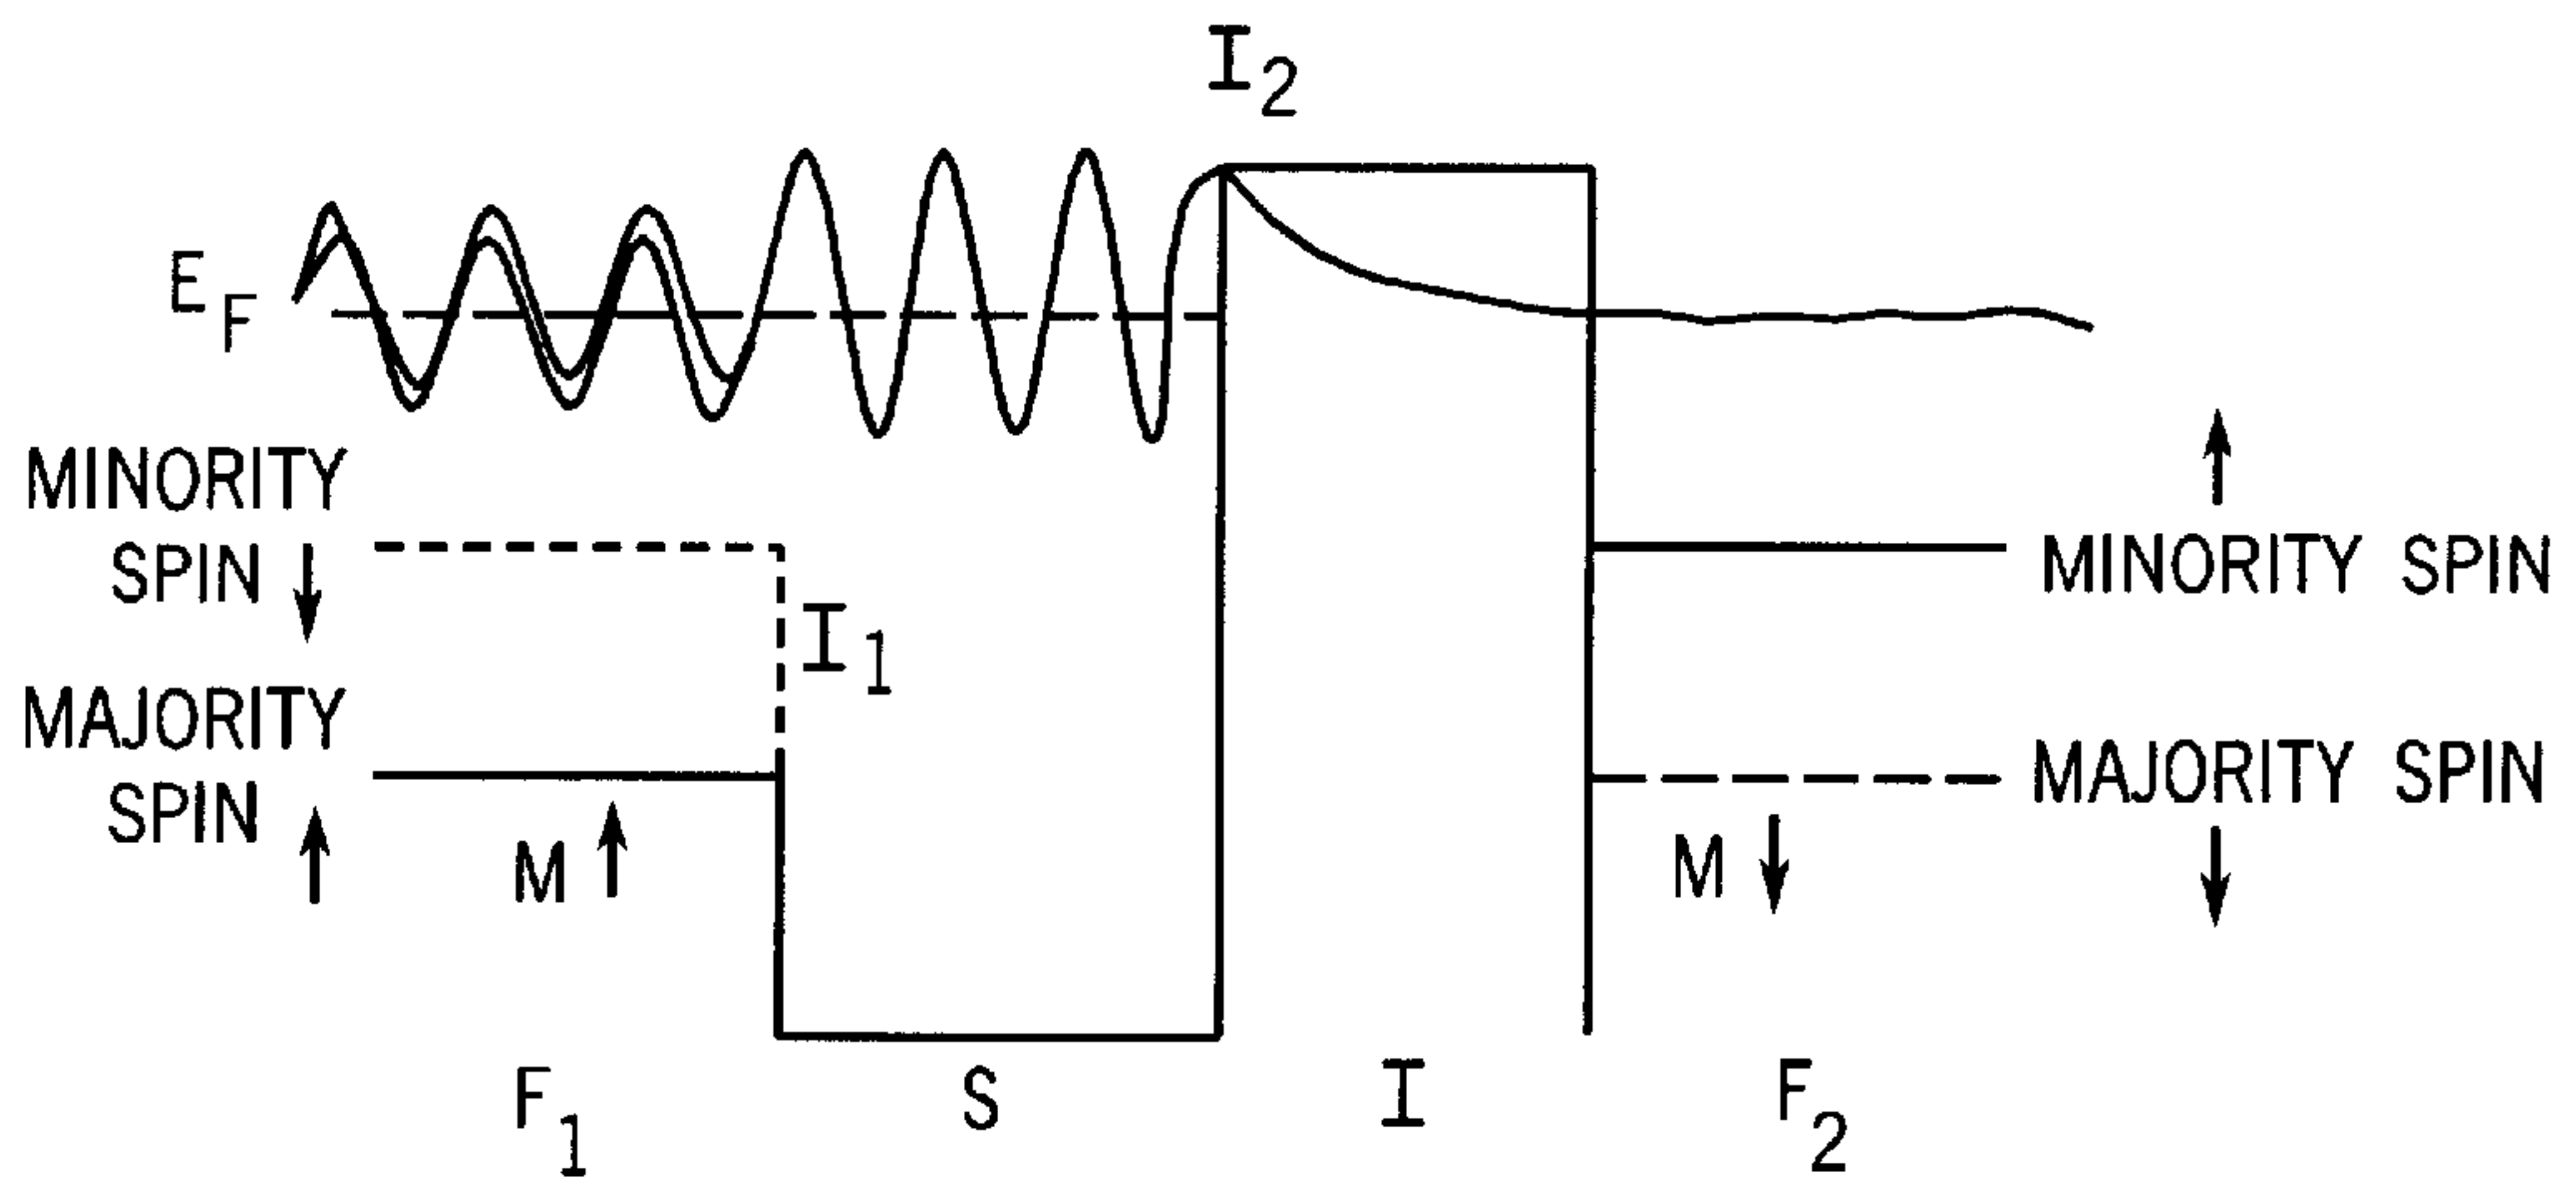 I2
EF
MINORITY
SPIN
I1
MINORITY SPIN
MAJORITY
SPIN
M
M
MAJORITY SPIN
F1
S
I
F2